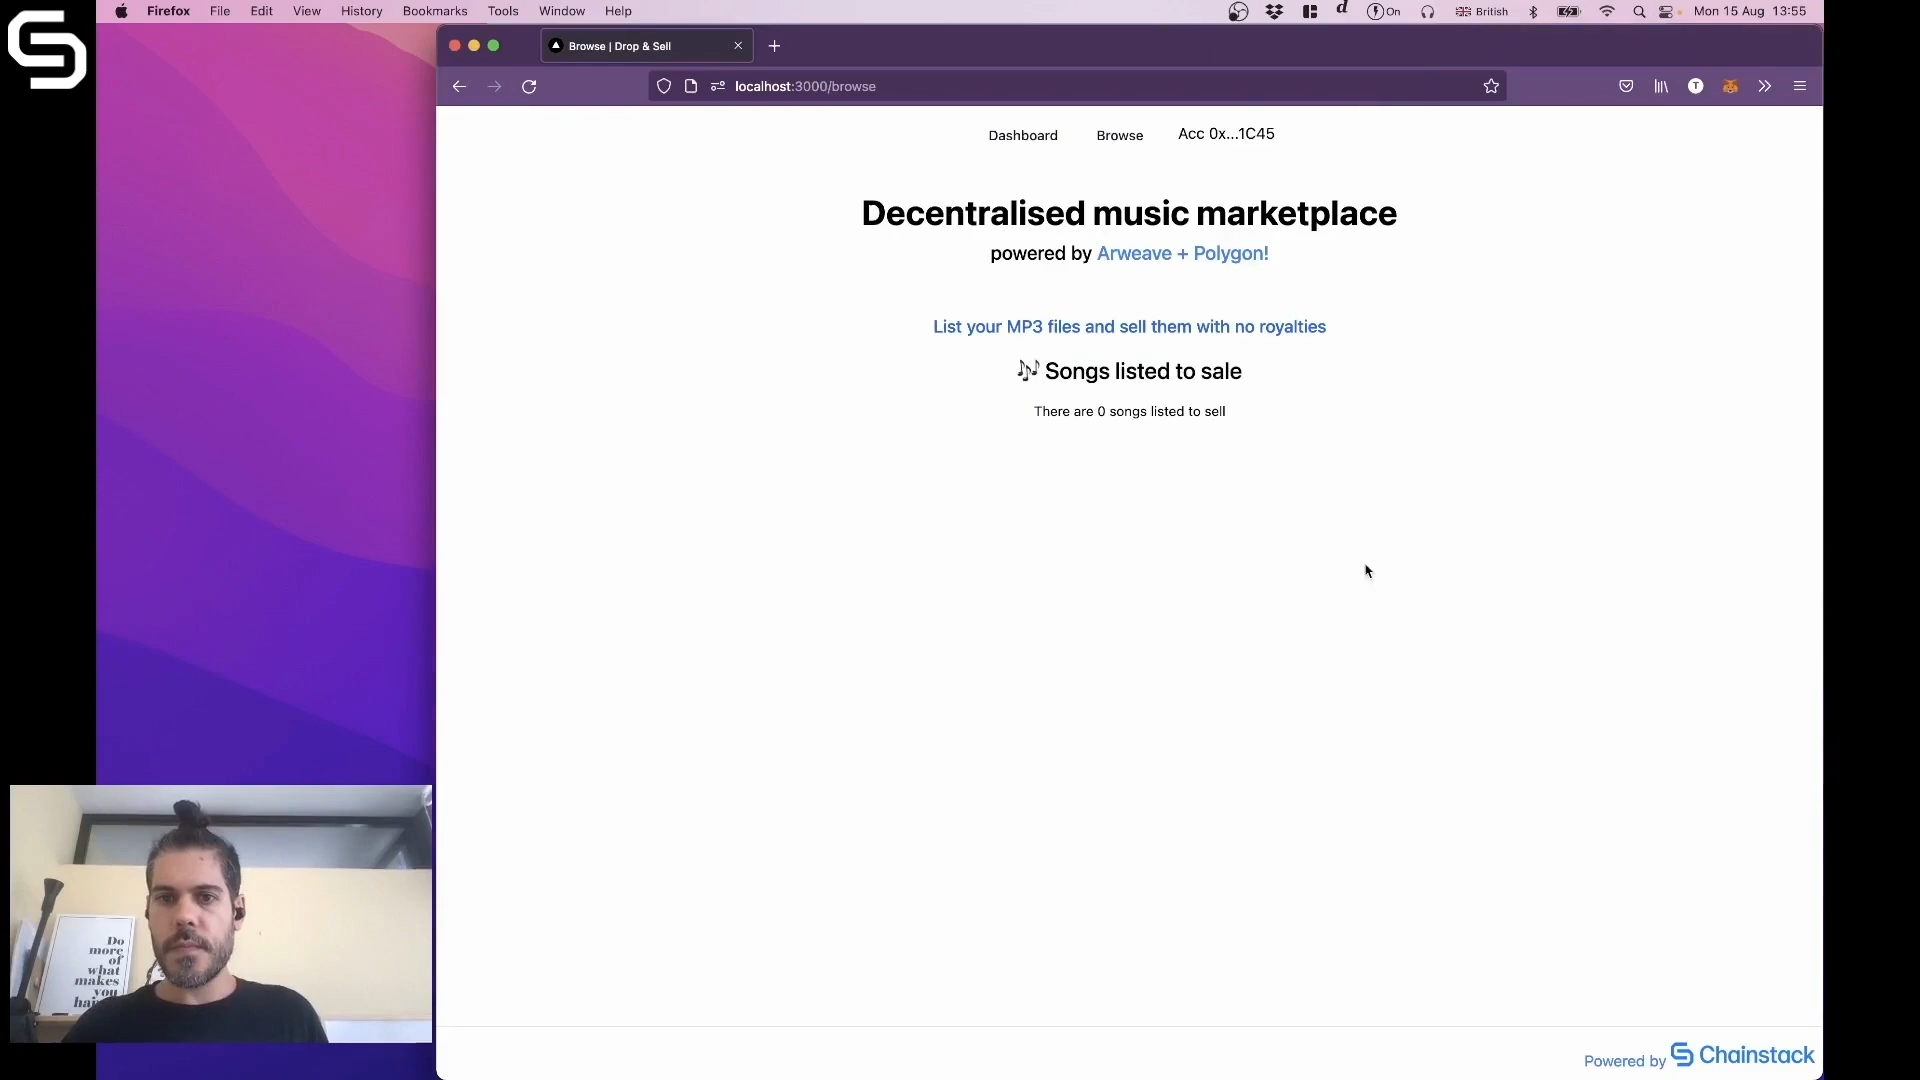 Firefox File Edit View History Bookmarks Tools Window Help On British Mon 15 Aug 13:55
Browse | Drop & Sell
localhost:3000/browse
T
Dashboard Browse Acc 0x...1C45
Decentralised music marketplace
powered by Arweave + Polygon!
List your MP3 files and sell them with no royalties
🎶 Songs listed to sale
There are 0 songs listed to sell
Do
more
of
what
makes
you
Powered by Chainstack